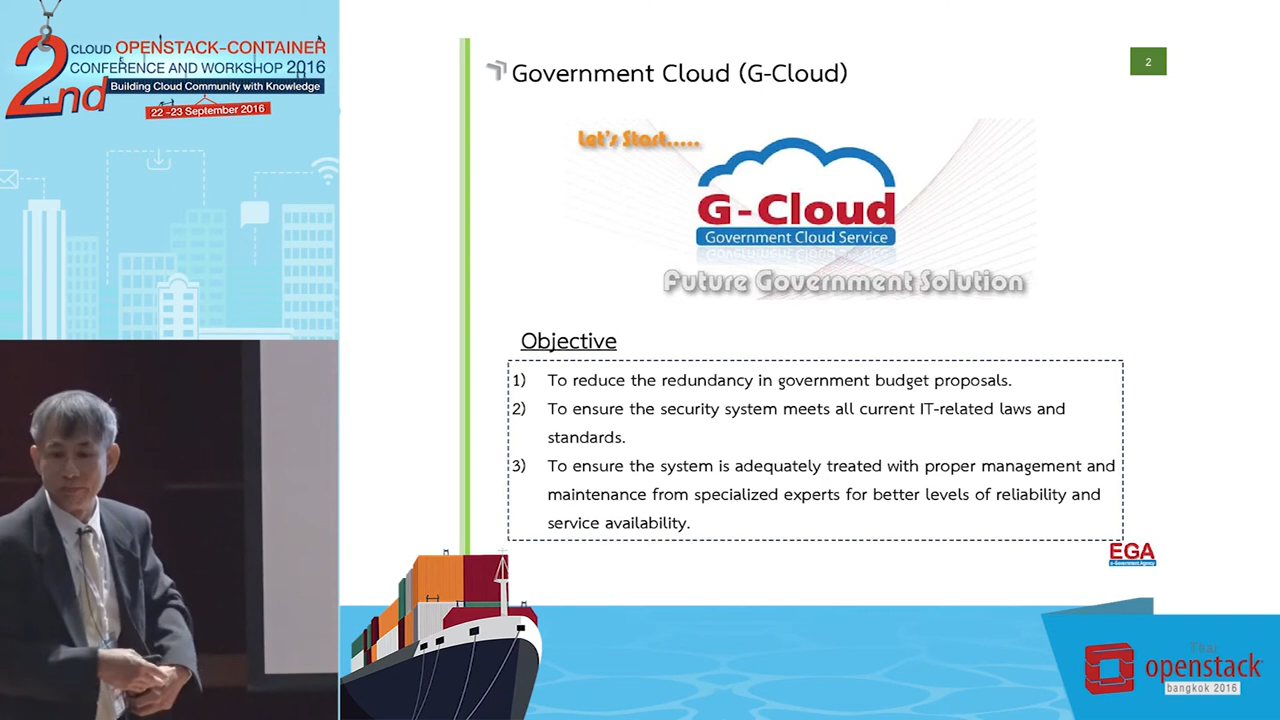 2nd
CLOUD OPENSTACK-CONTAINER
CONFERENCE AND WORKSHOP 2016
Building Cloud Community with Knowledge
22 -23 September 2016
Government Cloud (G-Cloud)
2
Let's Start.....
G-Cloud
Government Cloud Service
Future Government Solution
Objective
1) To reduce the redundancy in government budget proposals.
2) To ensure the security system meets all current IT-related laws and
standards.
3) To ensure the system is adequately treated with proper management and
maintenance from specialized experts for better levels of reliability and
service availability.
EGA
e-Government Agency
Thai
openstack
bangkok 2016